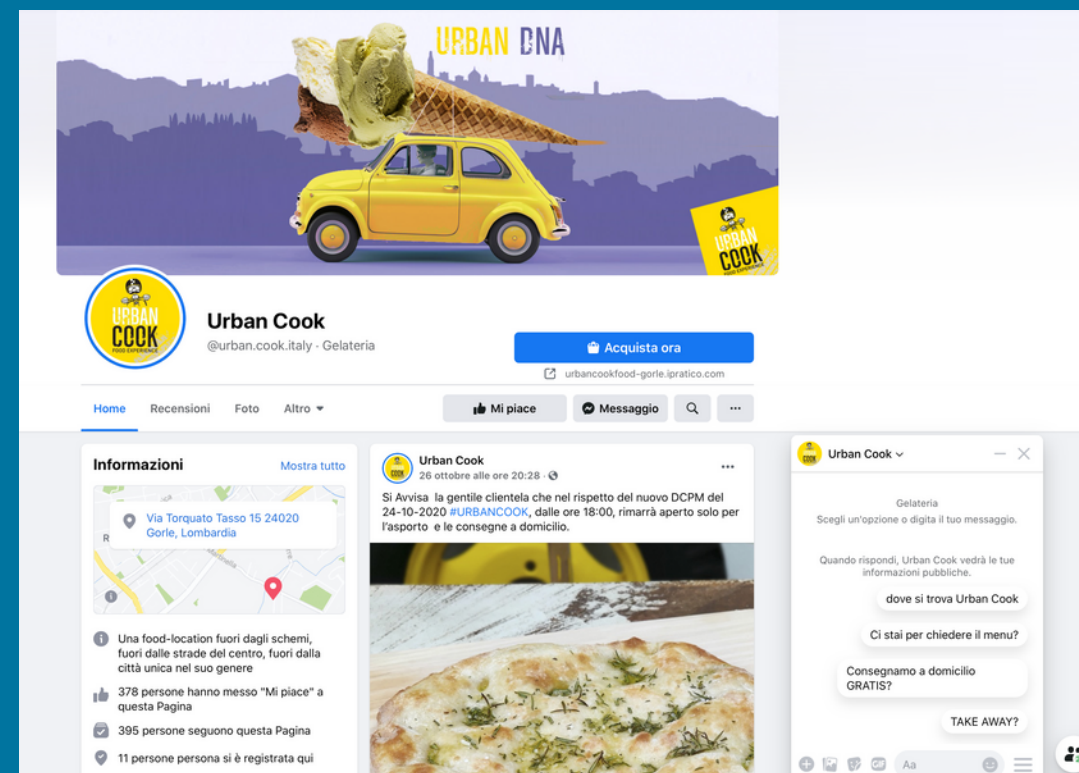 URBAN DNA
URBAN
COOK
FOOD EXPERIENCE
URBAN
COOK
FOOD EXPERIENCE
Urban Cook
@urban.cook.italy · Gelateria
Acquista ora
urbancookfood-gorle.ipratico.com
Home Recensioni Foto Altro
Mi piace Messaggio
Informazioni Mostra tutto
Via Torquato Tasso 15 24020
Gorle, Lombardia
Una food-location fuori dagli schemi,
fuori dalle strade del centro, fuori dalla
città unica nel suo genere
378 persone hanno messo "Mi piace" a
questa Pagina
395 persone seguono questa Pagina
11 persone persona si è registrata qui
Urban Cook
26 ottobre alle ore 20:28 ·
Si Avvisa la gentile clientela che nel rispetto del nuovo DCPM del
24-10-2020 #URBANCOOK, dalle ore 18:00, rimarrà aperto solo per
l'asporto e le consegne a domicilio.
Urban Cook
Gelateria
Scegli un'opzione o digita il tuo messaggio.
Quando rispondi, Urban Cook vedrà le tue
informazioni pubbliche.
dove si trova Urban Cook
Ci stai per chiedere il menu?
Consegnamo a domicilio
GRATIS?
TAKE AWAY?
GIF Aa